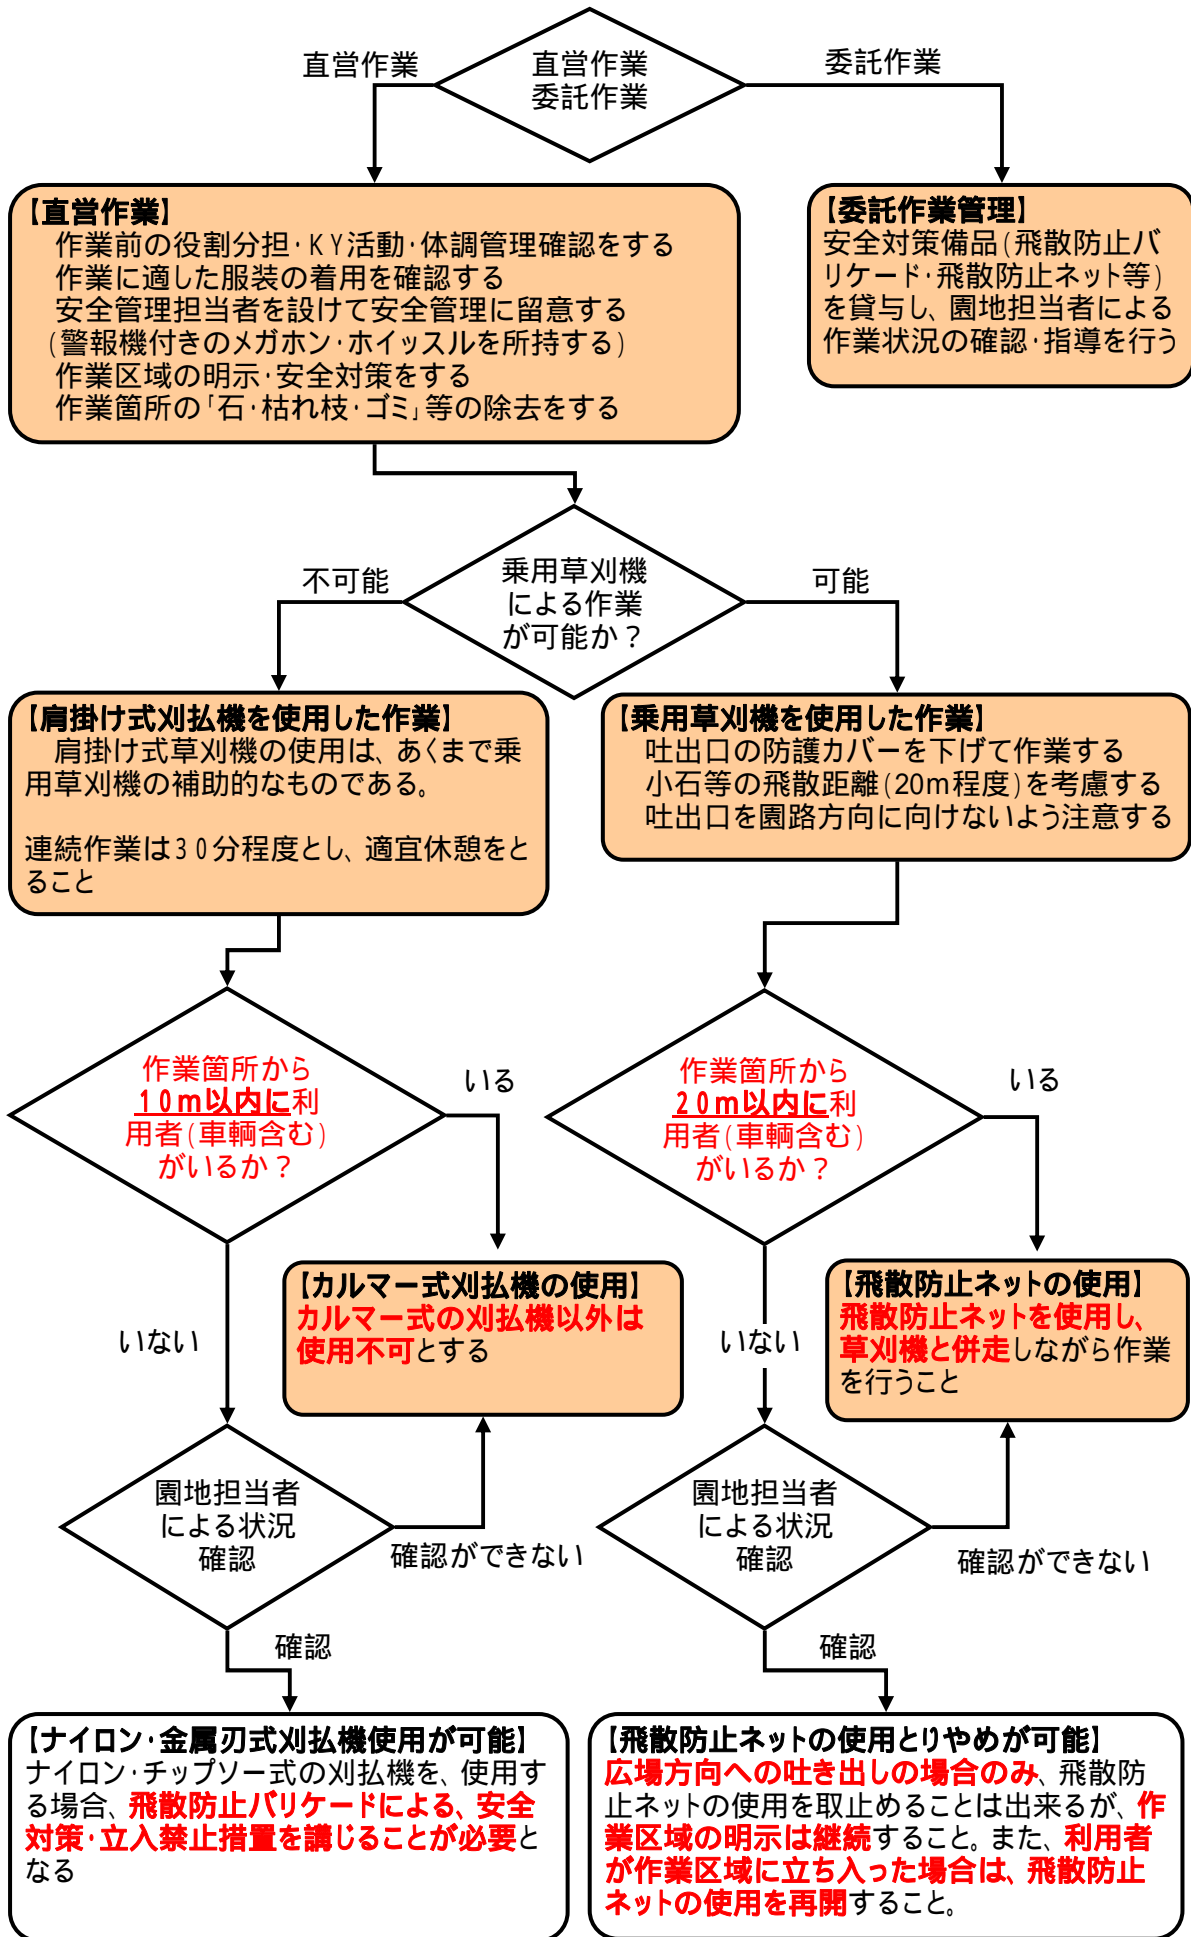 直営作業
委託作業
直営作業
委託作業
【直営作業】
作業前の役割分担・KY活動・体調管理確認をする
作業に適した服装の着用を確認する
安全管理担当者を設けて安全管理に留意する
(警報機付きのメガホン・ホイッスルを所持する)
作業区域の明示・安全対策をする
作業箇所の「石・枯れ枝・ゴミ」等の除去をする
【委託作業管理】
安全対策備品(飛散防止バ
リケード・飛散防止ネット等)
を貸与し、園地担当者による
作業状況の確認・指導を行う
乗用草刈機
による作業
が可能か?
不可能
可能
【肩掛け式刈払機を使用した作業】
肩掛け式草刈機の使用は、あくまで乗
用草刈機の補助的なものである。
連続作業は30分程度とし、適宜休憩をと
ること
【乗用草刈機を使用した作業】
吐出口の防護カバーを下げて作業する
小石等の飛散距離(20m程度)を考慮する
吐出口を園路方向に向けないよう注意する
作業箇所から
10m以内に利
用者(車輌含む)
がいるか?
いる
いない
作業箇所から
20m以内に利
用者(車輌含む)
がいるか?
いる
いない
【カルマー式刈払機の使用】
カルマー式の刈払機以外は
使用不可とする
【飛散防止ネットの使用】
飛散防止ネットを使用し、
草刈機と併走しながら作業
を行うこと
園地担当者
による状況
確認
確認ができない
確認
園地担当者
による状況
確認
確認ができない
確認
【ナイロン・金属刃式刈払機使用が可能】
ナイロン・チップソー式の刈払機を、使用す
る場合、飛散防止バリケードによる、安全
対策・立入禁止措置を講じることが必要と
なる
【飛散防止ネットの使用とりやめが可能】
広場方向への吐き出しの場合のみ、飛散防
止ネットの使用を取止めることは出来るが、作
業区域の明示は継続すること。また、利用者
が作業区域に立ち入った場合は、飛散防止
ネットの使用を再開すること。